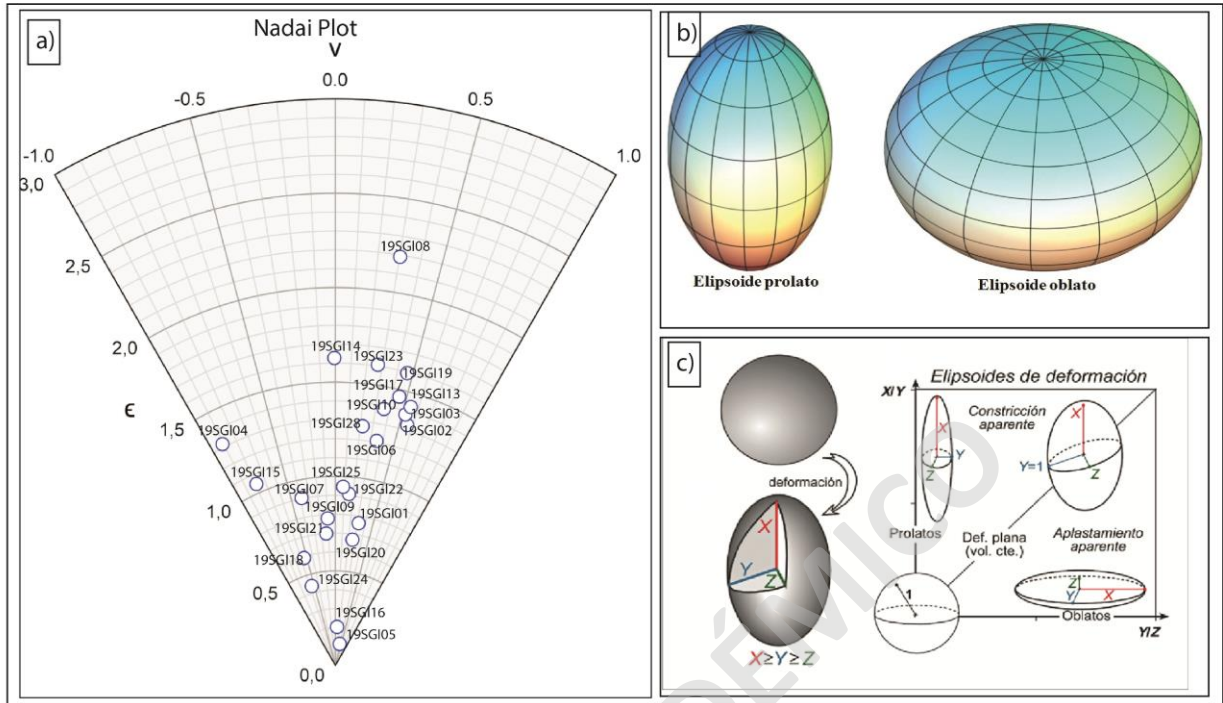 a)
Nadai Plot
ν
0.0
-0.5
0.5
-1.0
1.0
3,0
2,5
2,0
ϵ
1,5
1,0
0,5
0,0
19SGI08
19SGI14
19SGI23
19SGI19
19SGI17
19SGI13
19SGI10
19SGI03
19SGI28
19SGI02
19SGI04
19SGI06
19SGI15
19SGI25
19SGI07
19SGI22
19SGI09
19SGI01
19SGI21
19SGI20
19SGI18
19SGI24
19SGI16
19SGI05
b)
Elipsoide prolato
Elipsoide oblato
c)
deformación
X
Y
Z
X≥Y≥Z
X/Y
Elipsoides de deformación
Constricción
aparente
X
Y
Z
X
Y=1
Z
Prolatos
Def. plana
(vol. cte.)
Aplastamiento
aparente
1
Z
Y
X
Oblatos
Y/Z
DÉMICO